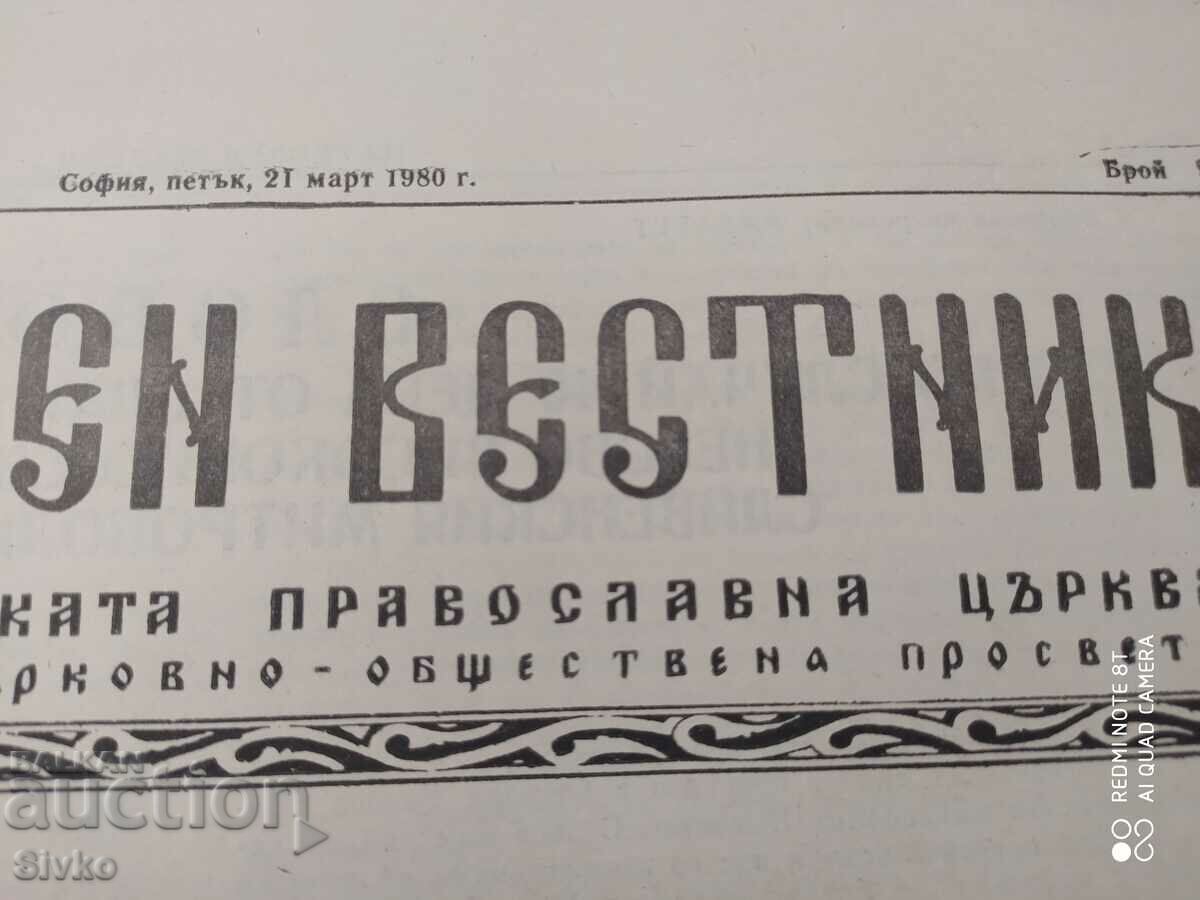 София, петък, 21 март 1980 г.
Брой
ЕН ВЕСТНИК
КАТА ПРАВОСЛАВНА ЦЪРКВА
РКОВНО-ОБЩЕСТВЕНА ПРОСВЕТ
BALKAN
auction
Sivko
REDMI NOTE 8T
AI QUAD CAMERA